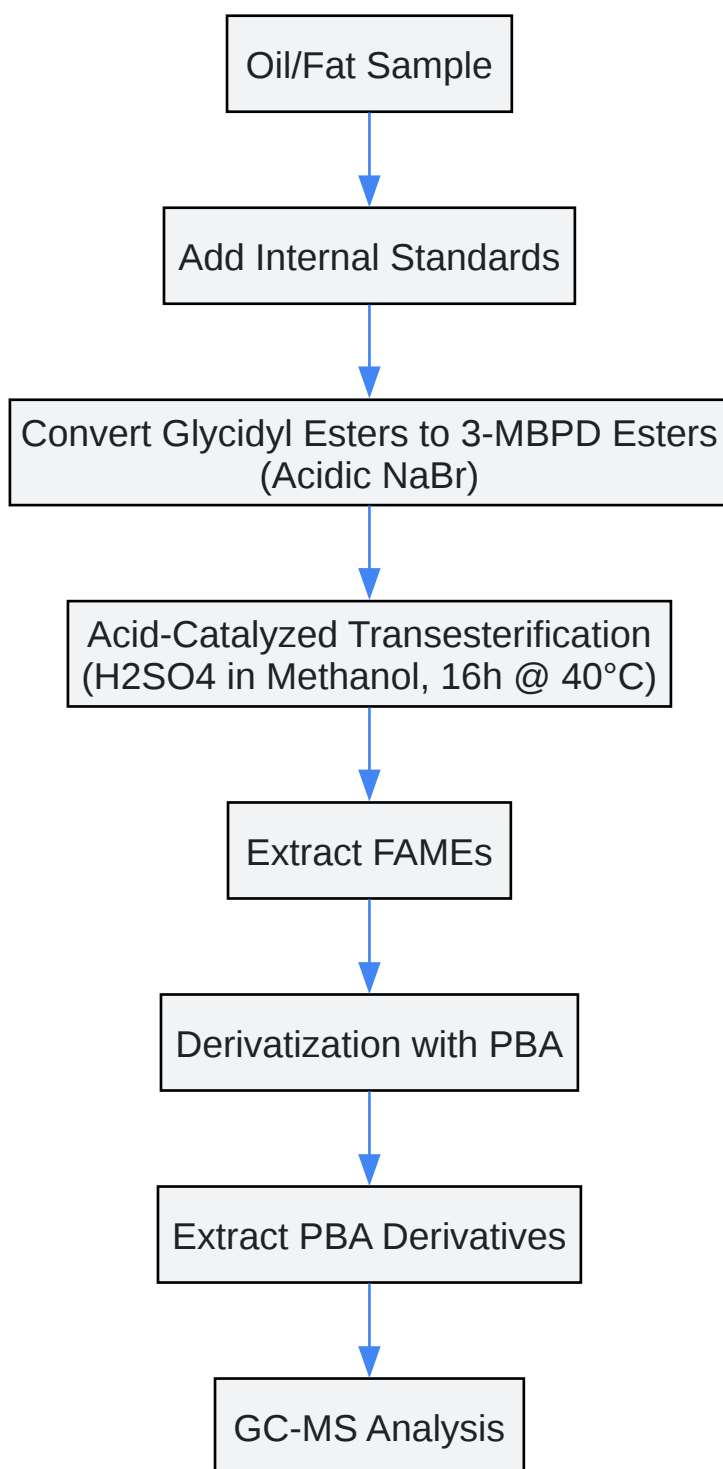 Oil/Fat Sample
Add Internal Standards
Convert Glycidyl Esters to 3-MBPD Esters
(Acidic NaBr)
Acid-Catalyzed Transesterification
(H2SO4 in Methanol, 16h @ 40°C)
Extract FAMEs
Derivatization with PBA
Extract PBA Derivatives
GC-MS Analysis